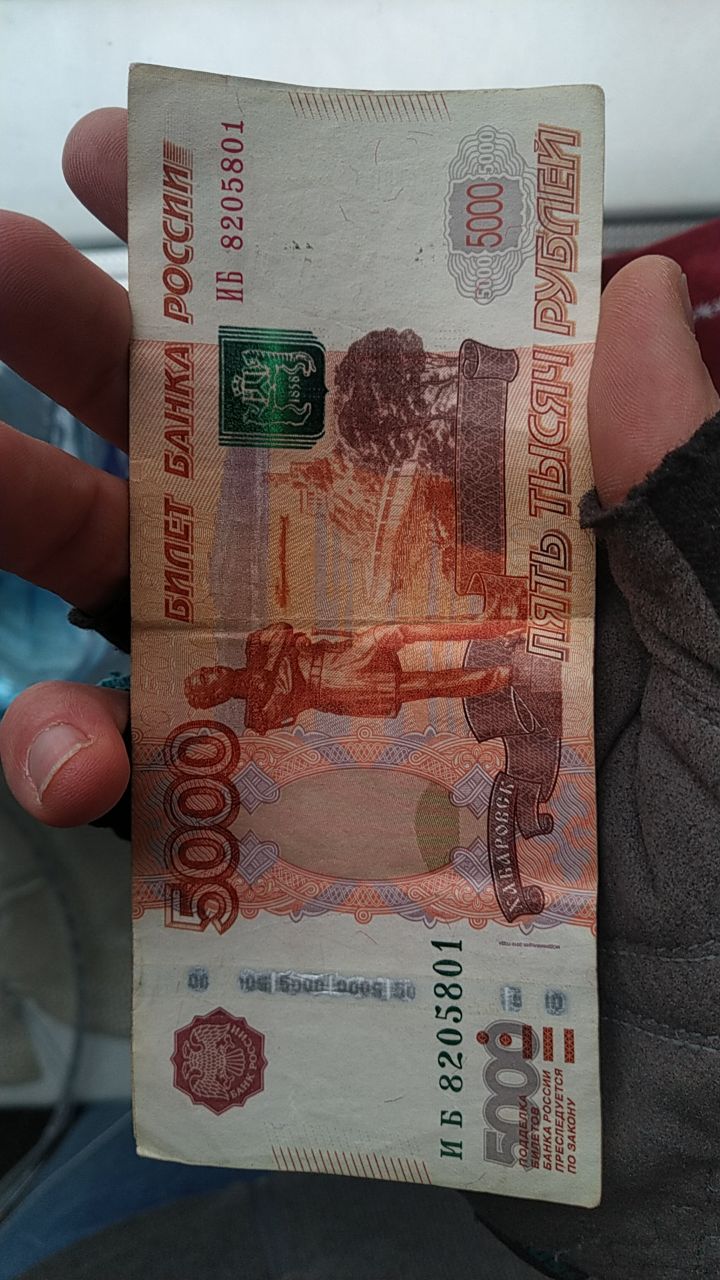 5000
БИЛЕТ БАНКА РОССИИ
БАНК РОССИИ
ИБ 8205801
1858
ИБ 8205801
5000
5000 5000 5000
ХАБАРОВСК
ПОДДЕЛКА
БИЛЕТОВ
БАНКА РОССИИ
ПРЕСЛЕДУЕТСЯ
ПО ЗАКОНУ
ПЯТЬ ТЫСЯЧ РУБЛЕЙ